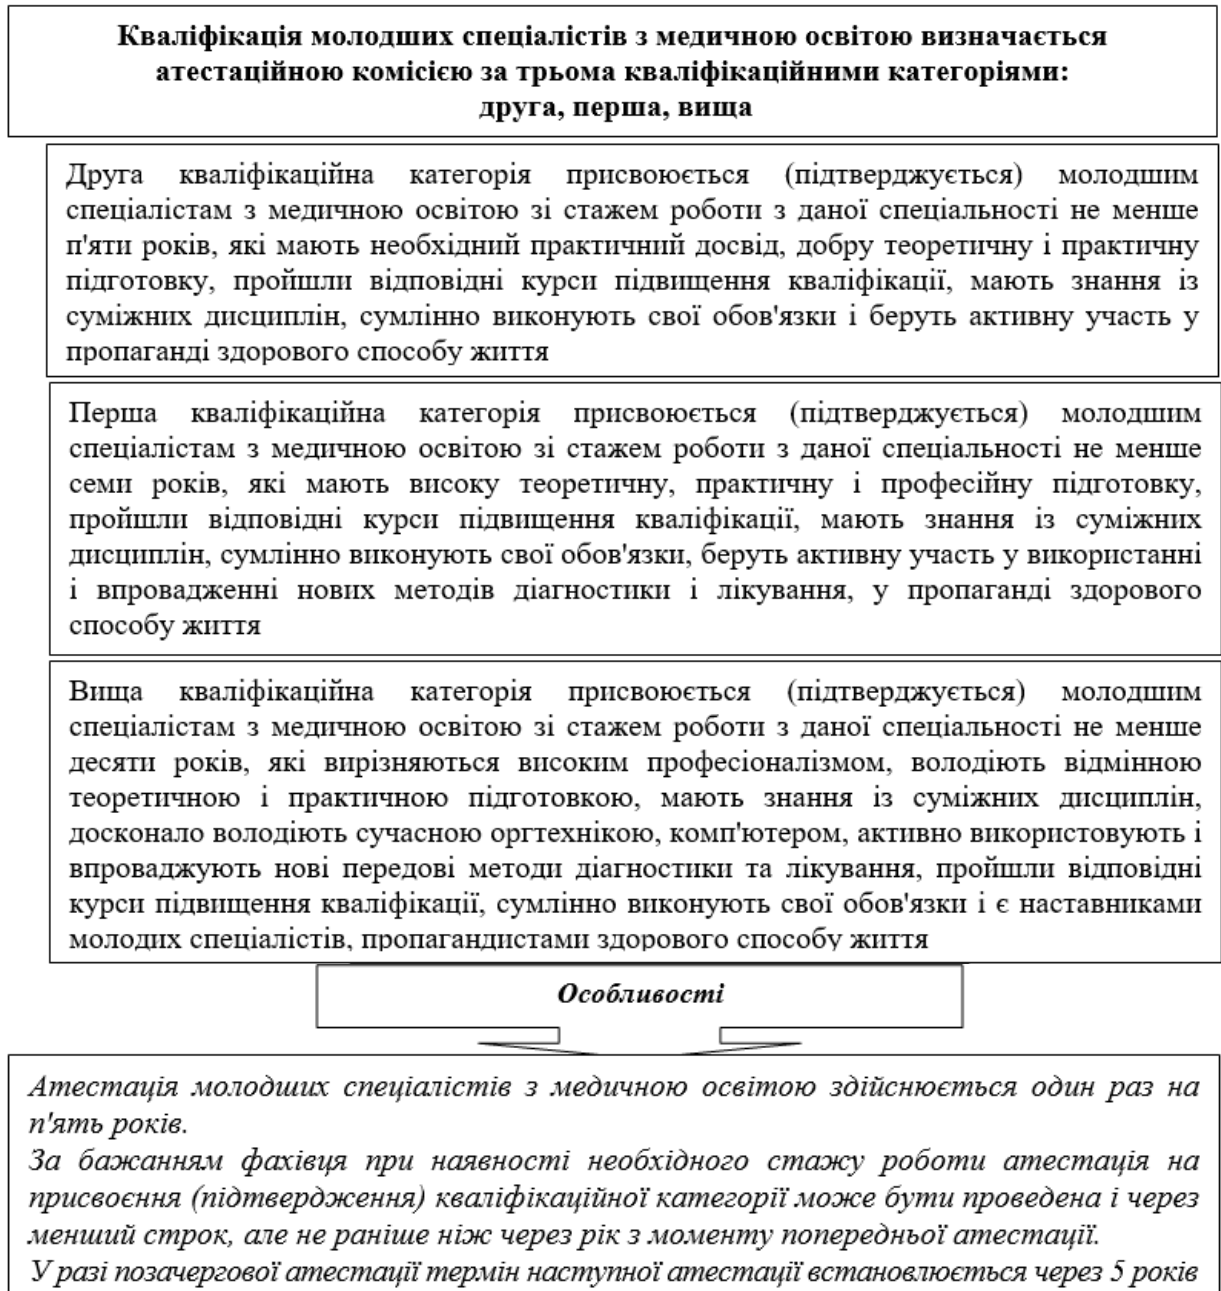 Кваліфікація молодших спеціалістів з медичною освітою визначається
атестаційною комісією за трьома кваліфікаційними категоріями:
друга, перша, вища
Друга кваліфікаційна категорія присвоюється (підтверджується) молодшим
спеціалістам з медичною освітою зі стажем роботи з даної спеціальності не менше
п'яти років, які мають необхідний практичний досвід, добру теоретичну і практичну
підготовку, пройшли відповідні курси підвищення кваліфікації, мають знання із
суміжних дисциплін, сумлінно виконують свої обов'язки і беруть активну участь у
пропаганді здорового способу життя
Перша кваліфікаційна категорія присвоюється (підтверджується) молодшим
спеціалістам з медичною освітою зі стажем роботи з даної спеціальності не менше
семи років, які мають високу теоретичну, практичну і професійну підготовку,
пройшли відповідні курси підвищення кваліфікації, мають знання із суміжних
дисциплін, сумлінно виконують свої обов'язки, беруть активну участь у використанні
і впровадженні нових методів діагностики і лікування, у пропаганді здорового
способу життя
Вища кваліфікаційна категорія присвоюється (підтверджується) молодшим
спеціалістам з медичною освітою зі стажем роботи з даної спеціальності не менше
десяти років, які вирізняються високим професіоналізмом, володіють відмінною
теоретичною і практичною підготовкою, мають знання із суміжних дисциплін,
досконало володіють сучасною оргтехнікою, комп'ютером, активно використовують і
впроваджують нові передові методи діагностики та лікування, пройшли відповідні
курси підвищення кваліфікації, сумлінно виконують свої обов'язки і є наставниками
молодих спеціалістів, пропагандистами здорового способу життя
Особливості
Атестація молодших спеціалістів з медичною освітою здійснюється один раз на
п'ять років.
За бажанням фахівця при наявності необхідного стажу роботи атестація на
присвоєння (підтвердження) кваліфікаційної категорії може бути проведена і через
менший строк, але не раніше ніж через рік з моменту попередньої атестації.
У разі позачергової атестації термін наступної атестації встановлюється через 5 років